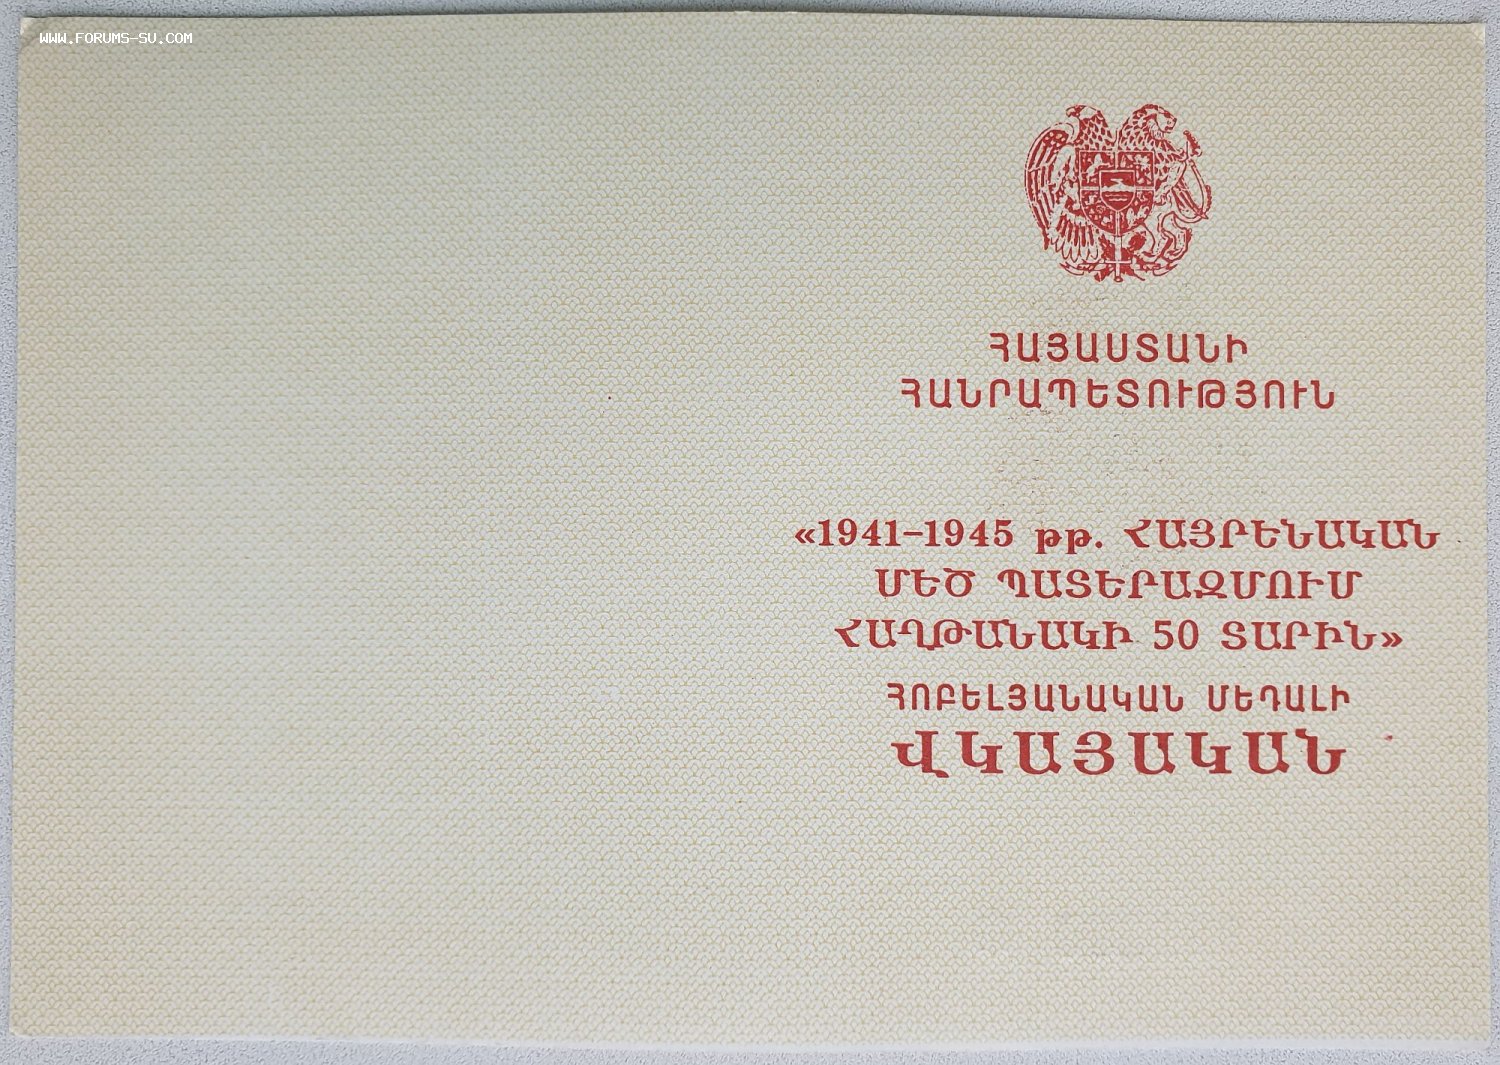 WWW.FORUMS-SU.COM
ՀԱՅԱՍՏԱՆԻ
ՀԱՆՐԱՊԵՏՈՒԹՅՈՒՆ
«1941–1945 թթ. ՀԱՅՐԵՆԱԿԱՆ
ՄԵԾ ՊԱՏԵՐԱԶՄՈՒՄ
ՀԱՂԹԱՆԱԿԻ 50 ՏԱՐԻՆ»
ՀՈԲԵԼՅԱՆԱԿԱՆ ՄԵԴԱԼԻ
ՎԿԱՅԱԿԱՆ